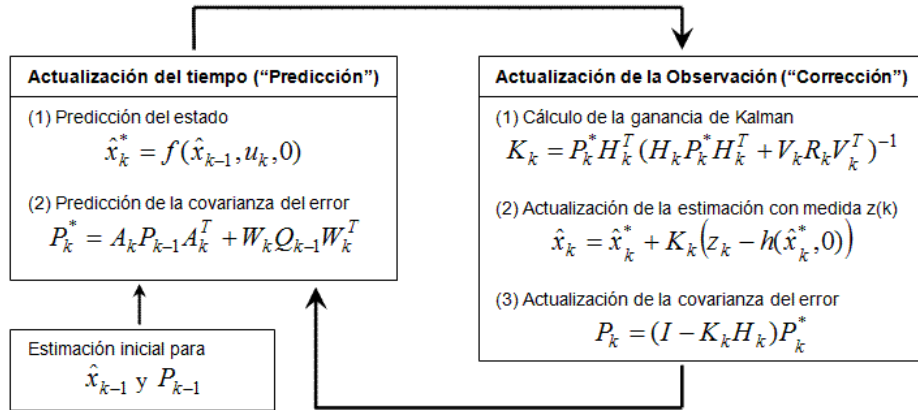 Actualización del tiempo (“Predicción”)
(1) Predicción del estado
x̂*_k = f(x̂_{k−1}, u_k, 0)
(2) Predicción de la covarianza del error
P*_k = A_k P_{k−1} A_k^T + W_k Q_{k−1} W_k^T
Estimación inicial para
x̂_{k−1} y P_{k−1}
Actualización de la Observación (“Corrección”)
(1) Cálculo de la ganancia de Kalman
K_k = P*_k H_k^T (H_k P*_k H_k^T + V_k R_k V_k^T)^{−1}
(2) Actualización de la estimación con medida z(k)
x̂_k = x̂*_k + K_k(z_k − h(x̂*_k, 0))
(3) Actualización de la covarianza del error
P_k = (I − K_k H_k)P*_k